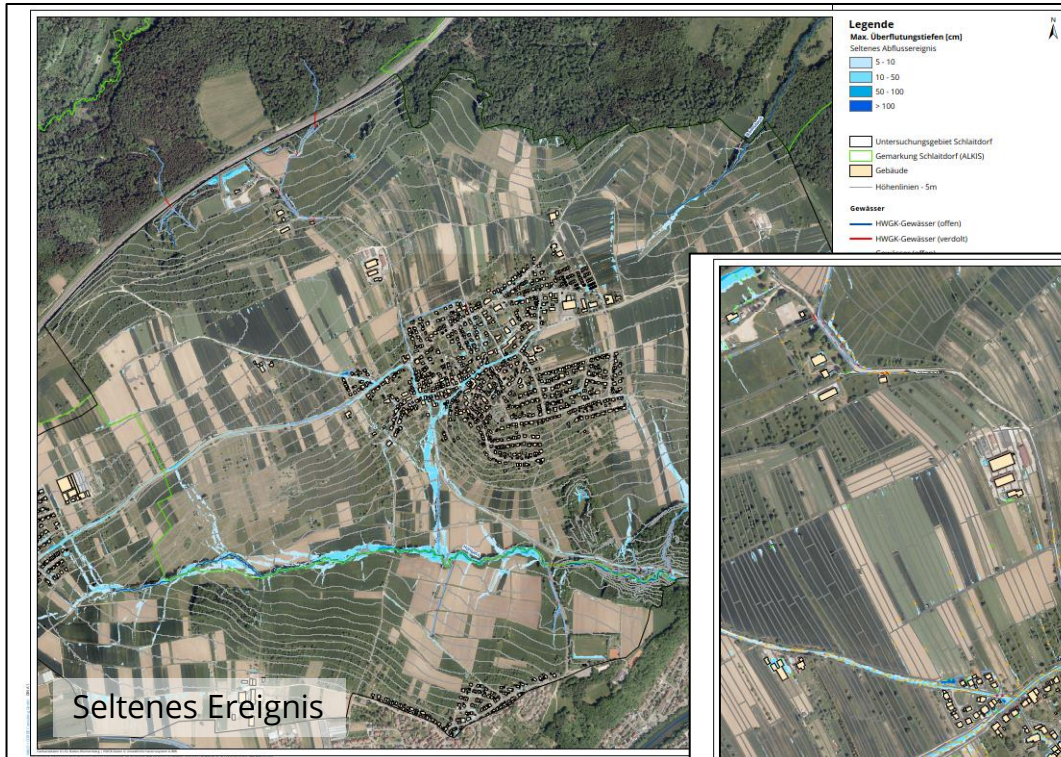 Legende
N
Max. Überflutungstiefen [cm]
Seltenes Abflussereignis
5 - 10
10 - 50
50 - 100
> 100
Untersuchungsgebiet Schlaitdorf
Gemarkung Schlaitdorf (ALKIS)
Gebäude
Höhenlinien - 5m
Gewässer
HWGK-Gewässer (offen)
HWGK-Gewässer (verdolt)
Seltenes Ereignis